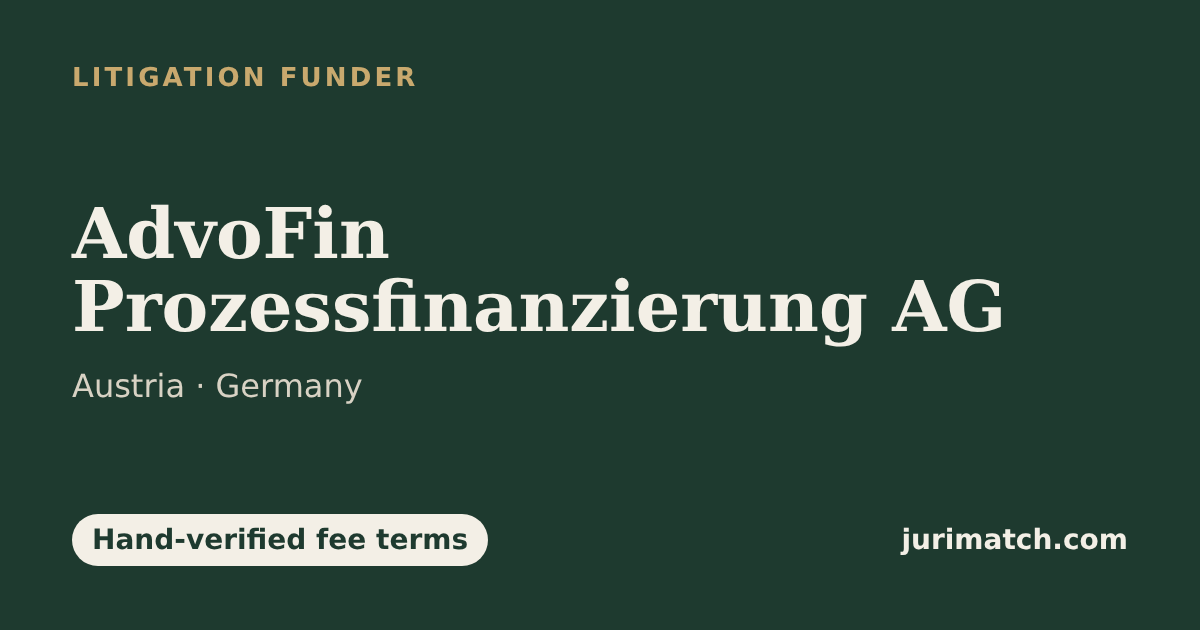 LITIGATION FUNDER
AdvoFin
Prozessfinanzierung AG
Austria · Germany
Hand-verified fee terms
jurimatch.com